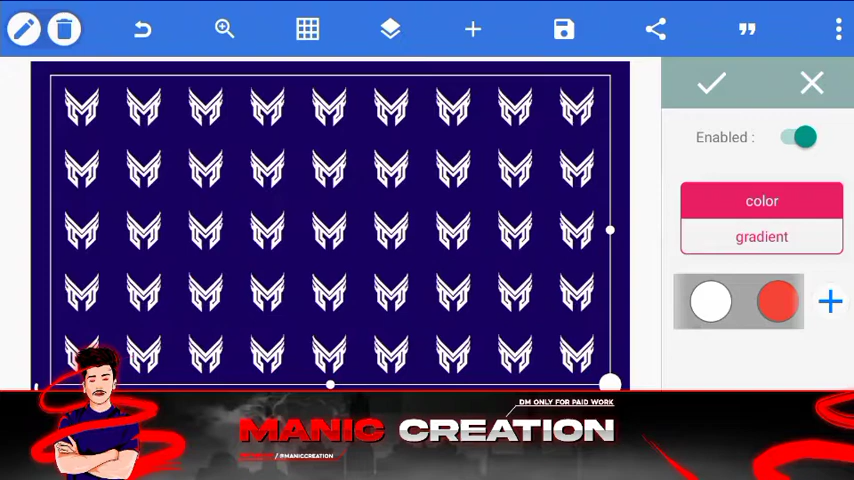 Enabled :
color
gradient
DM ONLY FOR PAID WORK
MANIC CREATION
/ @MANICCREATION